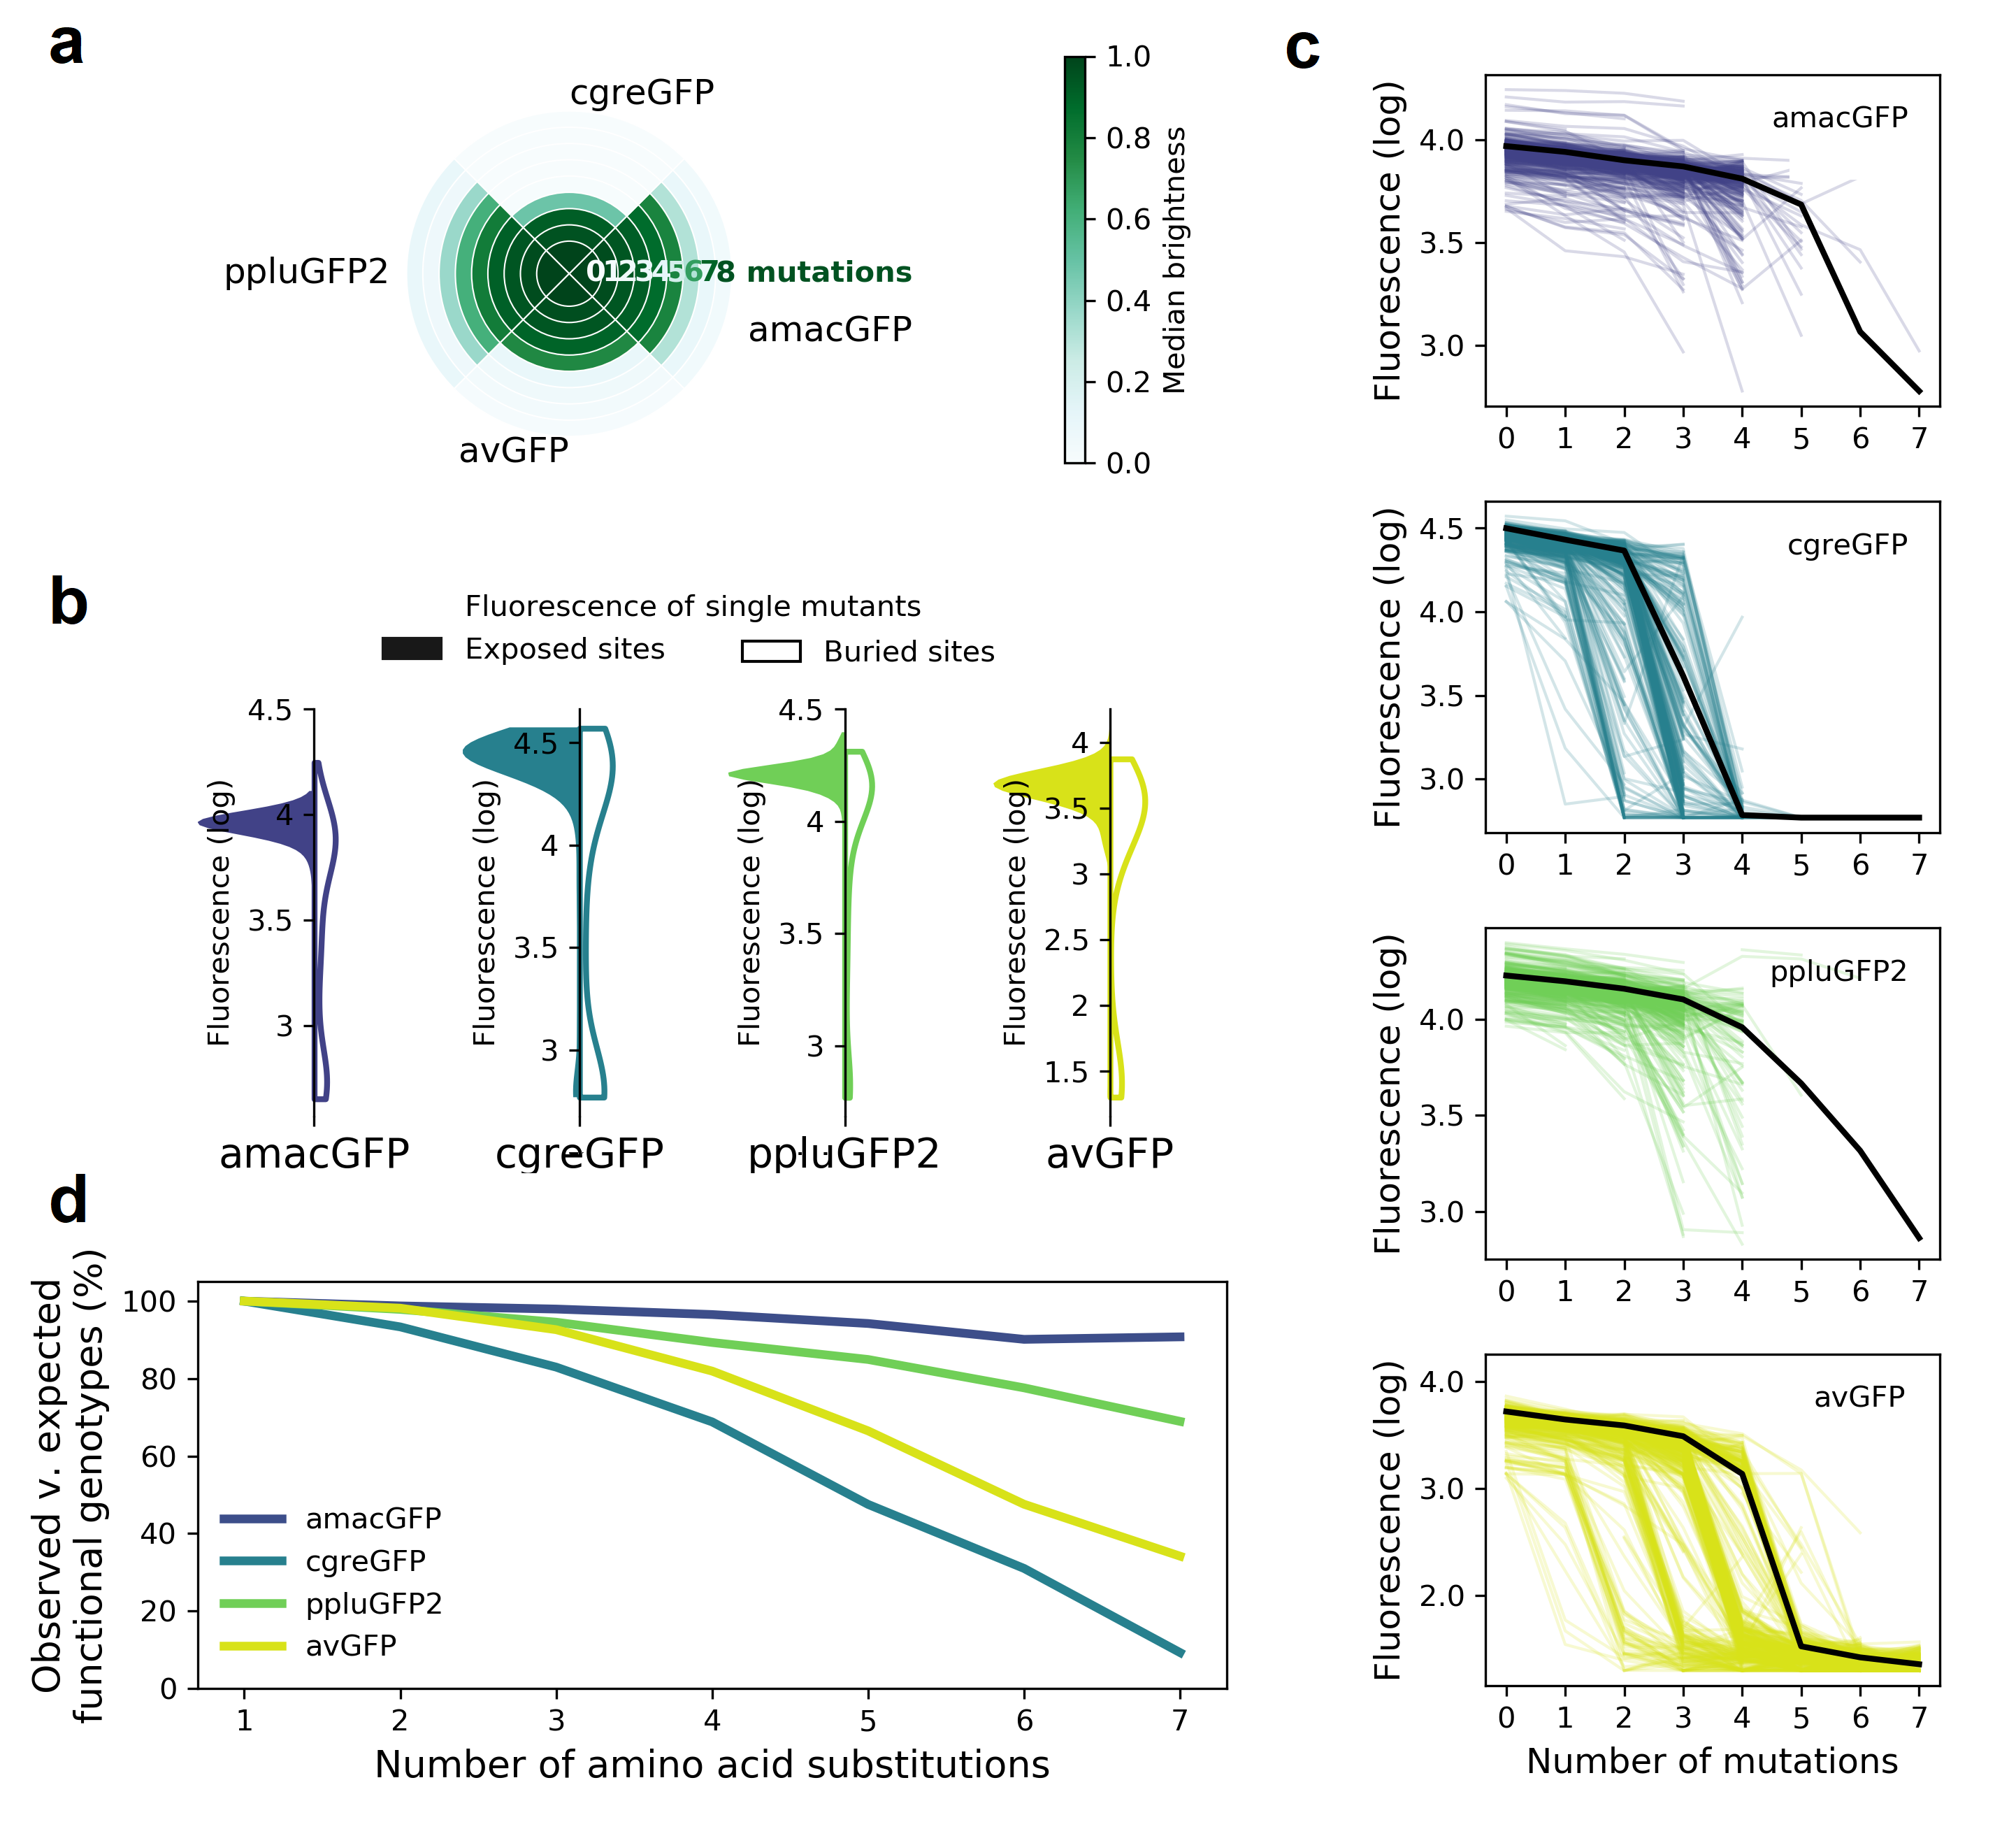 a
cgreGFP
ppluGFP2
012345678 mutations
amacGFP
avGFP
1.0
0.8
0.6
0.4
0.2
0.0
Median brightness
b
Fluorescence of single mutants
Exposed sites
Buried sites
Fluorescence (log)
4.5
4
3.5
3
amacGFP
Fluorescence (log)
4.5
4
3.5
3
cgreGFP
Fluorescence (log)
4.5
4
3.5
3
ppluGFP2
Fluorescence (log)
4
3.5
3
2.5
2
1.5
avGFP
c
Fluorescence (log)
4.0
3.5
3.0
amacGFP
0 1 2 3 4 5 6 7
Fluorescence (log)
4.5
4.0
3.5
3.0
cgreGFP
0 1 2 3 4 5 6 7
Fluorescence (log)
4.0
3.5
3.0
ppluGFP2
0 1 2 3 4 5 6 7
Fluorescence (log)
4.0
3.0
2.0
avGFP
0 1 2 3 4 5 6 7
Number of mutations
d
Observed v. expected
functional genotypes (%)
100
80
60
40
20
0
amacGFP
cgreGFP
ppluGFP2
avGFP
1 2 3 4 5 6 7
Number of amino acid substitutions